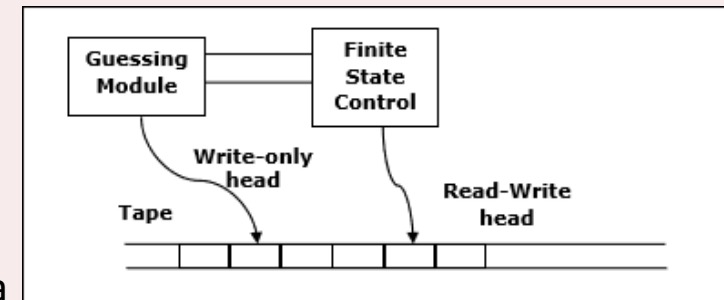 Guessing
Module
Finite
State
Control
Write-only
head
Read-Write
head
Tape